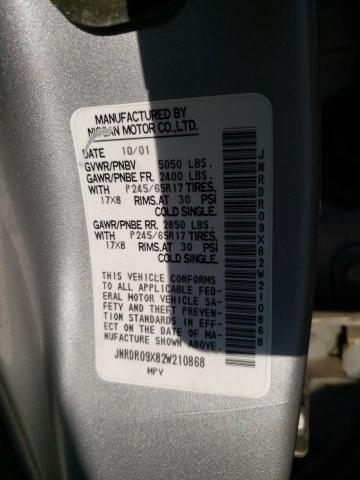 MANUFACTURED BY
NISSAN MOTOR CO., LTD.
DATE 10/01
GVWR/PNBV 5050 LBS.
GAWR/PNBE FR. 2400 LBS.
WITH P245/65R17 TIRES,
17X8 RIMS.AT 30 PSI
COLD SINGLE.
GAWR/PNBE RR. 2850 LBS.
WITH P245/65R17 TIRES,
17X8 RIMS.AT 30 PSI
COLD SINGLE.
THIS VEHICLE CONFORMS
TO ALL APPLICABLE FED-
ERAL MOTOR VEHICLE SA-
FETY AND THEFT PREVEN-
TION STANDARDS IN EFF-
ECT ON THE DATE OF MA-
NUFACTURE SHOWN ABOVE.
JNRDR09X82W210868
MPV
JNRDR09X82W210868